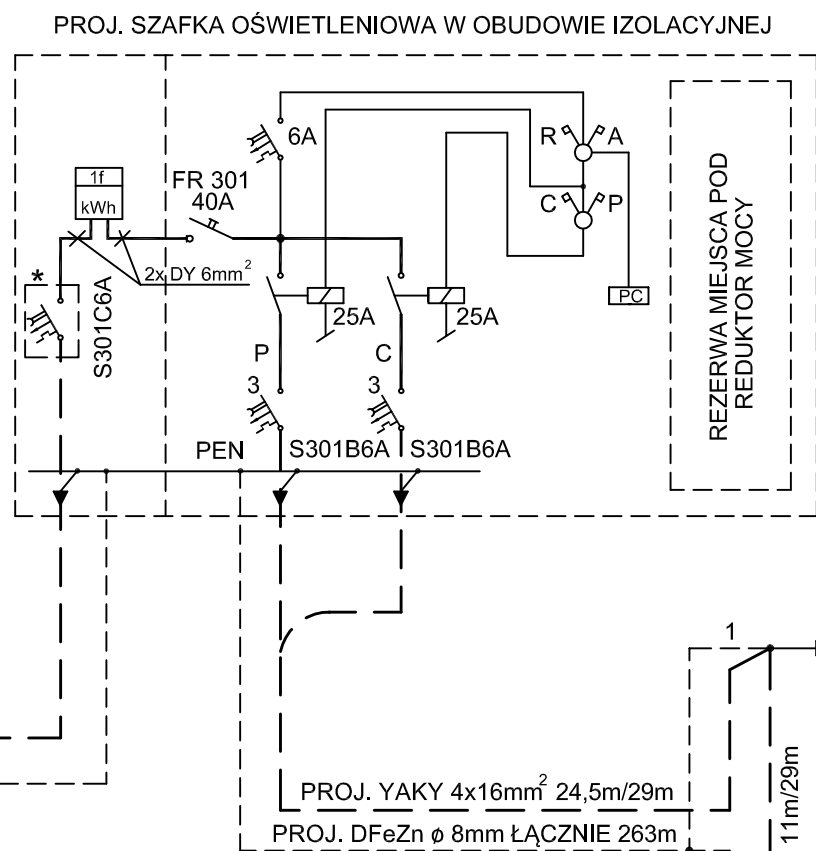 PROJ. SZAFKA OŚWIETLENIOWA W OBUDOWIE IZOLACYJNEJ
6A
R
A
1f
kWh
FR 301
40A
C
P
REZERWA MIEJSCA POD
REDUKTOR MOCY
*
2x DY 6mm²
PC
S301C6A
25A
25A
P
C
3
3
PEN
S301B6A
S301B6A
1
PROJ. YAKY 4x16mm² 24,5m/29m
11m/29m
PROJ. DFeZn ø 8mm ŁĄCZNIE 263m